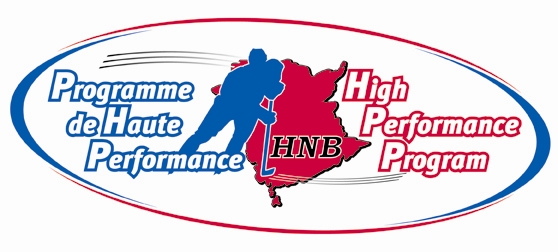 Programme
de Haute
Performance
HNB
High
Performance
Program